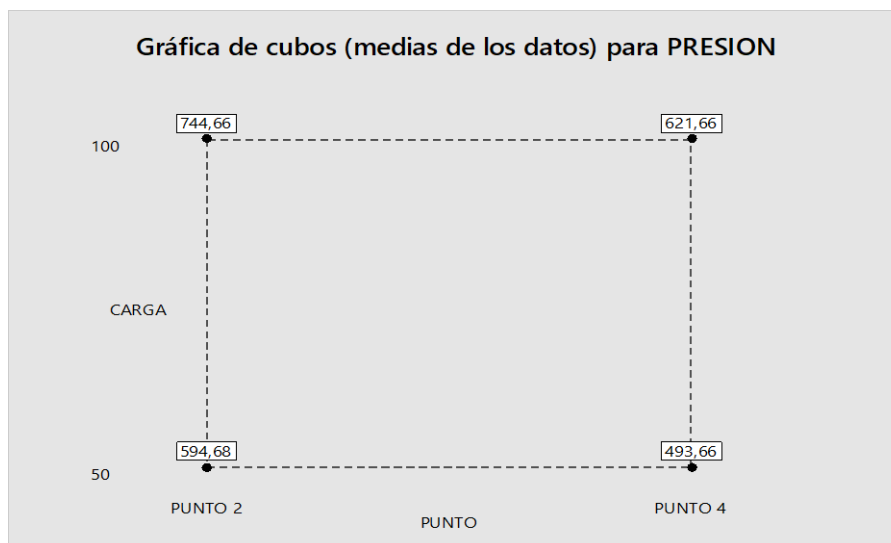 Gráfica de cubos (medias de los datos) para PRESION
744,66
621,66
100
CARGA
594,68
493,66
50
PUNTO 2
PUNTO 4
PUNTO